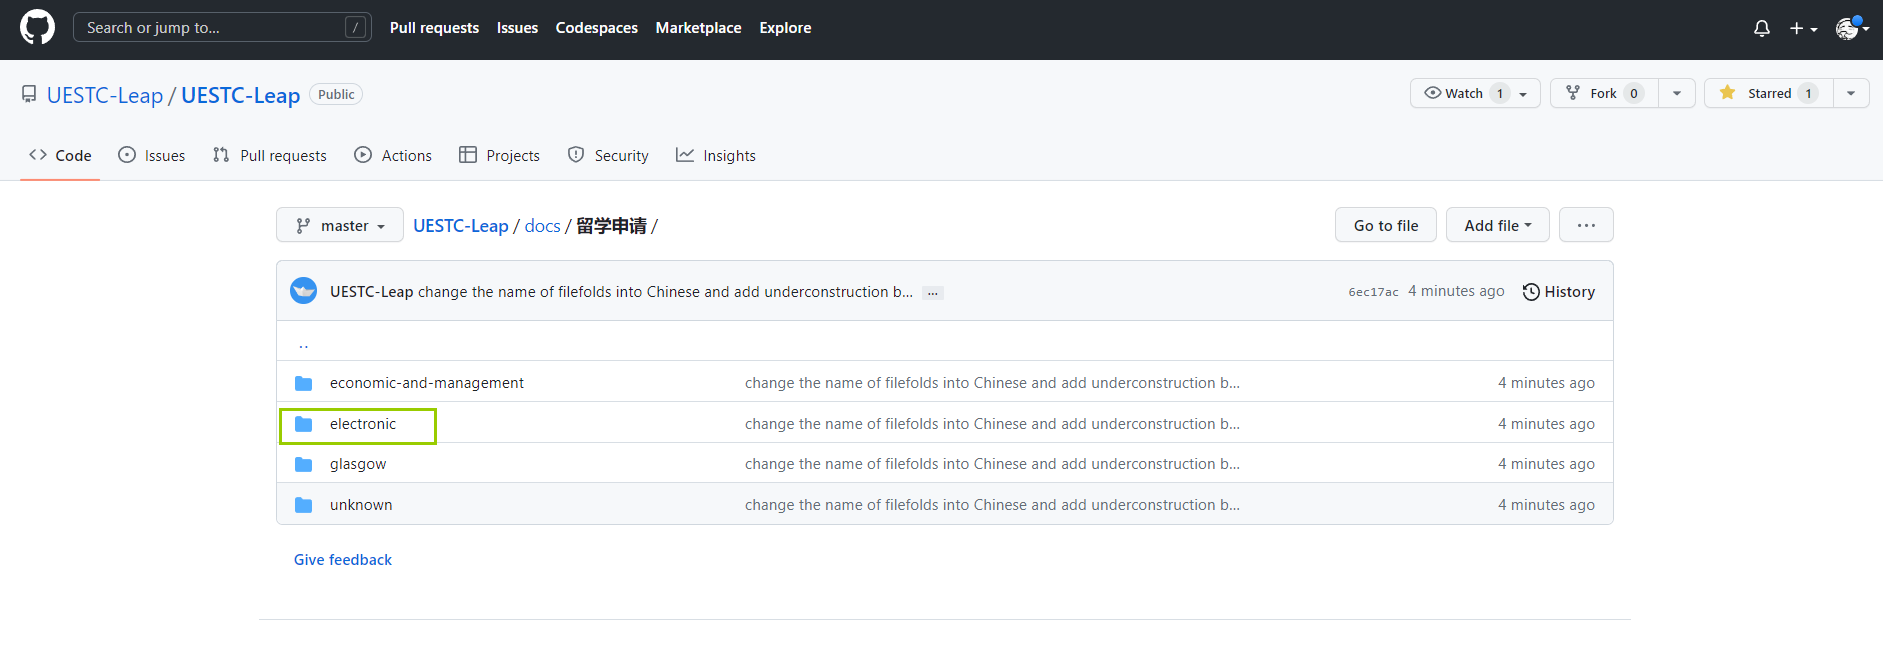 Search or jump to... / Pull requests Issues Codespaces Marketplace Explore
UESTC-Leap / UESTC-Leap Public Watch 1 Fork 0 Starred 1
Code Issues Pull requests Actions Projects Security Insights
master UESTC-Leap / docs / 留学申请 / Go to file Add file ...
UESTC-Leap change the name of filefolds into Chinese and add underconstruction b... ... 6ec17ac 4 minutes ago History
..
economic-and-management change the name of filefolds into Chinese and add underconstruction b... 4 minutes ago
electronic change the name of filefolds into Chinese and add underconstruction b... 4 minutes ago
glasgow change the name of filefolds into Chinese and add underconstruction b... 4 minutes ago
unknown change the name of filefolds into Chinese and add underconstruction b... 4 minutes ago
Give feedback